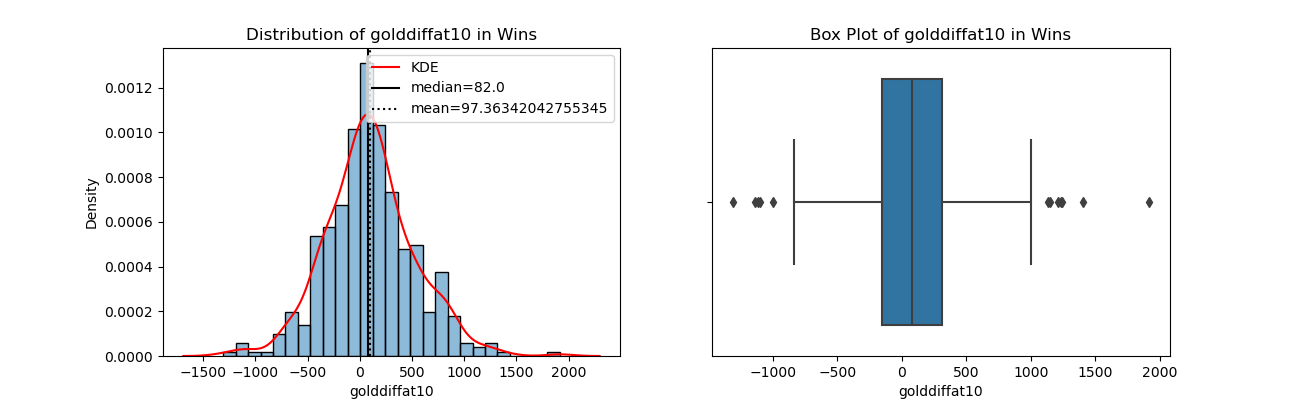 Distribution of golddiffat10 in Wins
KDE
median=82.0
mean=97.36342042755345
0.0012
0.0010
0.0008
0.0006
0.0004
0.0002
0.0000
Density
−1500 −1000 −500 0 500 1000 1500 2000
golddiffat10
Box Plot of golddiffat10 in Wins
−1000 −500 0 500 1000 1500 2000
golddiffat10